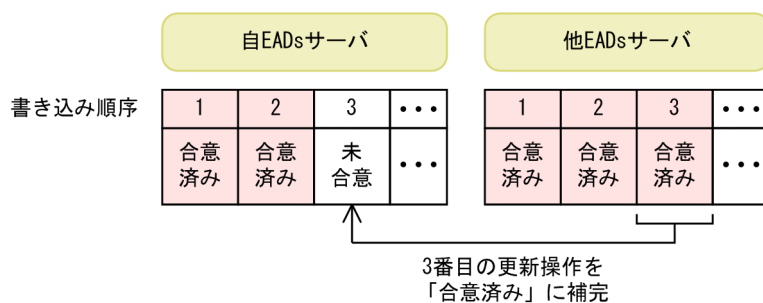 自EADsサーバ 他EADsサーバ
書き込み順序 1 2 3 ・・・ 1 2 3 ・・・
合意 合意 未 ・・・ 合意 合意 合意 ・・・
済み 済み 合意 済み 済み 済み
3番目の更新操作を
「合意済み」に補完